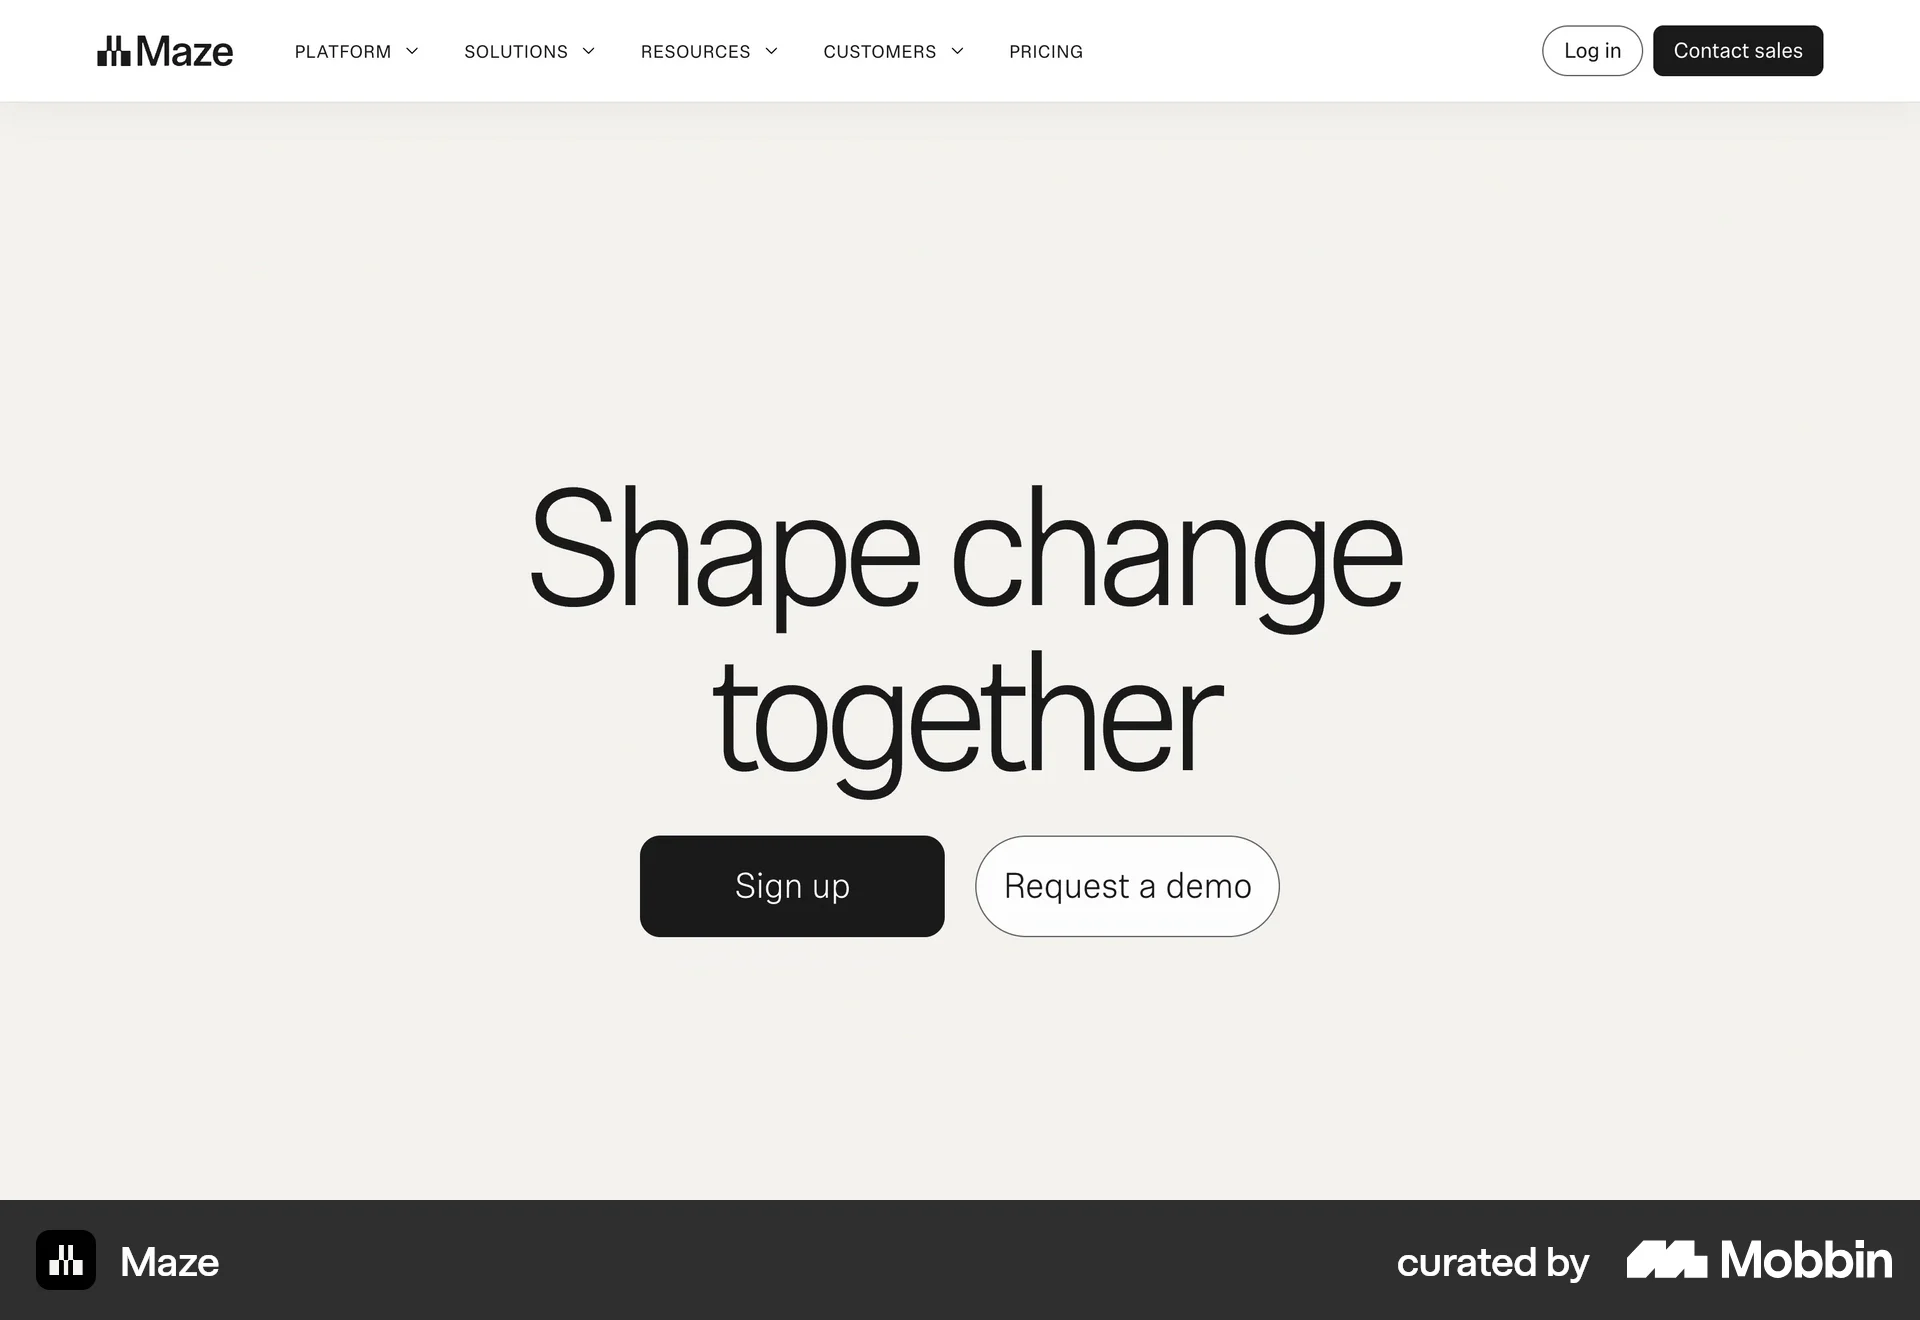 Maze
PLATFORM
SOLUTIONS
RESOURCES
CUSTOMERS
PRICING
Log in
Contact sales
Shape change
together
Sign up
Request a demo
Maze
curated by
Mobbin